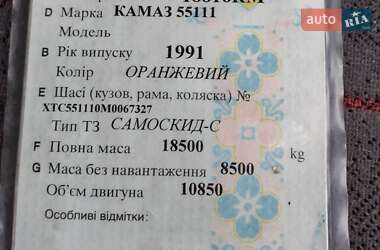 auto RIA
D Марка КАМАЗ 55111
Модель
B Рік випуску 1991
Колір ОРАНЖЕВИЙ
E Шасі (кузов, рама, коляска) №
XTC551110M0067327
Тип ТЗ САМОСКИД-С
F Повна маса 18500 kg
G Маса без навантаження 8500
Об'єм двигуна 10850
Особливі відмітки: